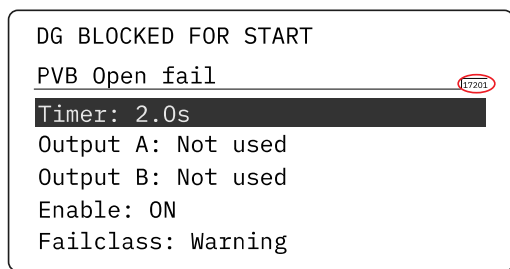 DG BLOCKED FOR START
PVB Open fail
17201
Timer: 2.0s
Output A: Not used
Output B: Not used
Enable: ON
Failclass: Warning